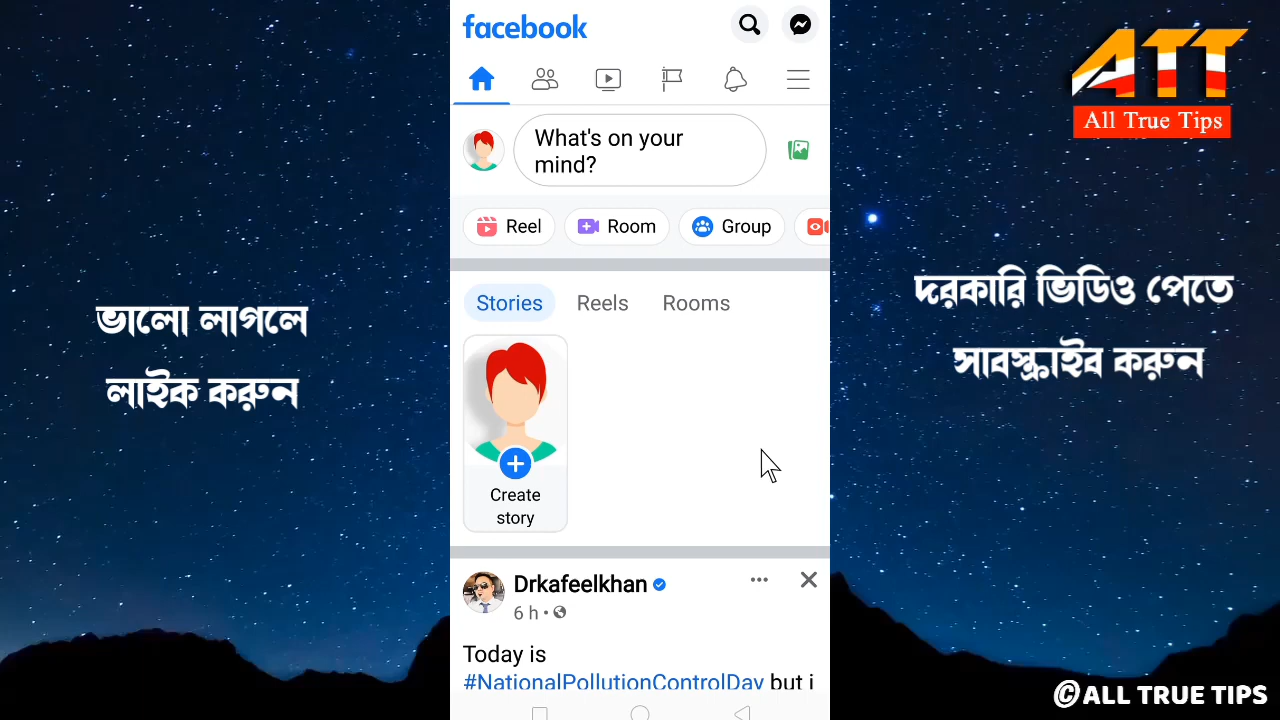 facebook
What's on your
mind?
Reel
Room
Group
Stories
Reels
Rooms
Create
story
Drkafeelkhan
6 h
Today is
#NationalPollutionControlDay but i
ভালো লাগলে
লাইক করুন
ATT
All True Tips
দরকারি ভিডিও পেতে
সাবস্ক্রাইব করুন
©ALL TRUE TIPS